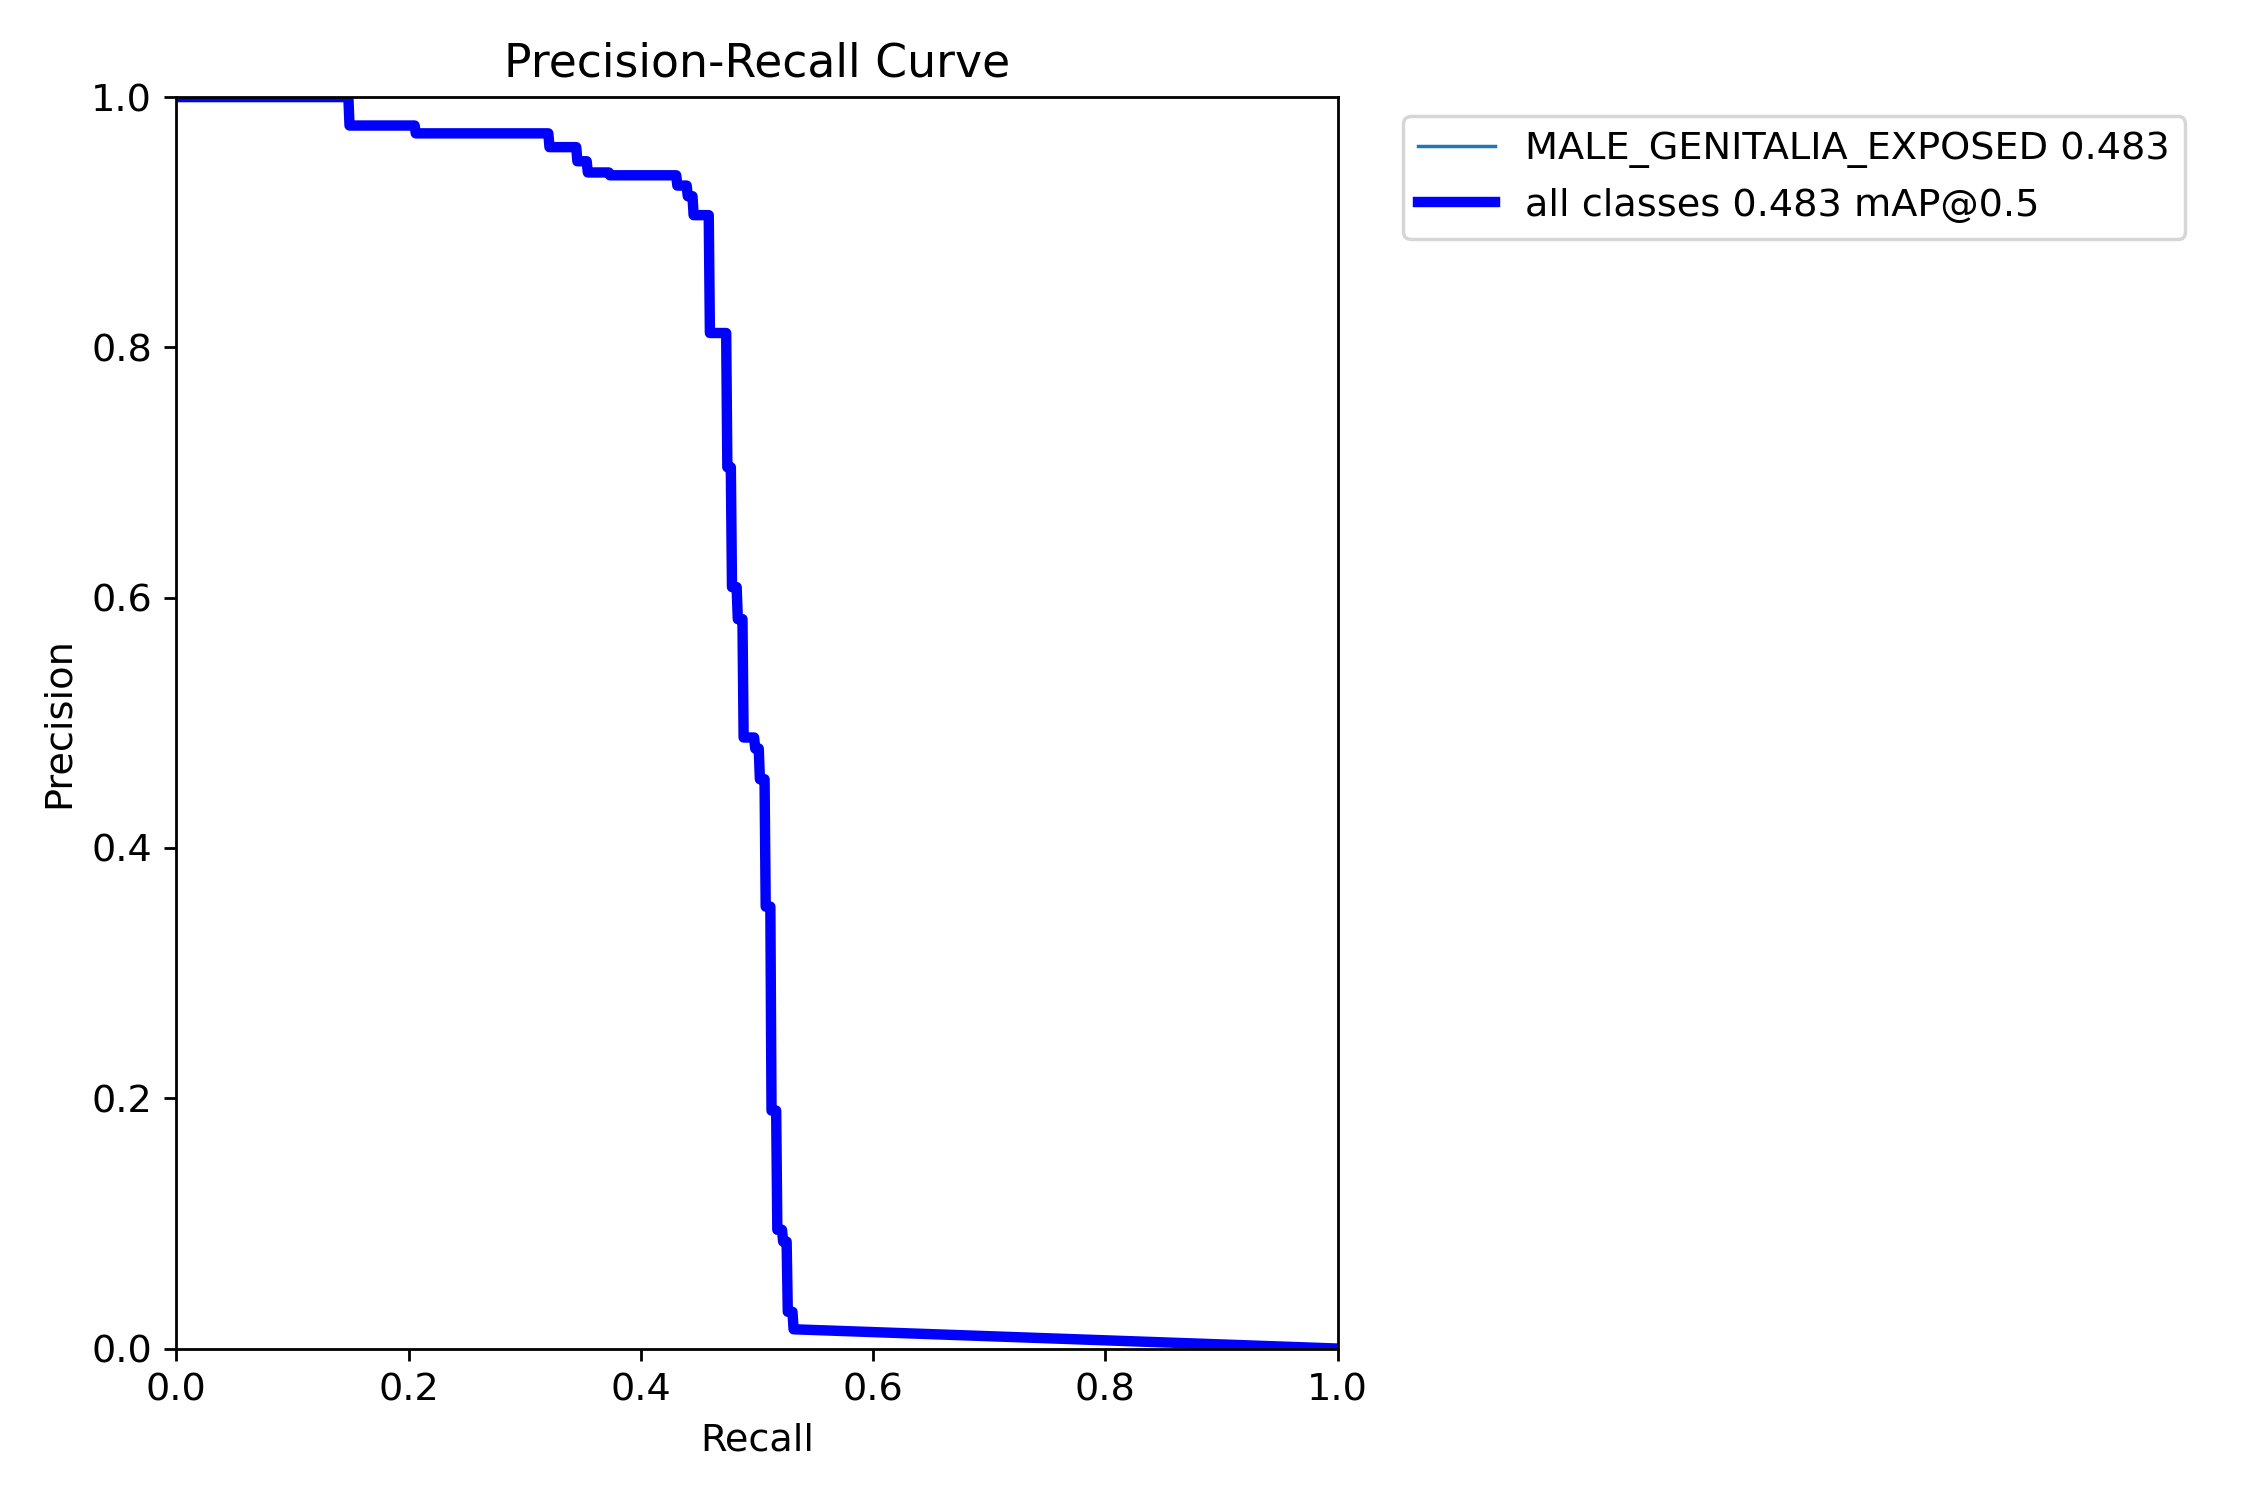 Precision-Recall Curve
1.0
0.8
0.6
0.4
0.2
0.0
Precision
0.0 0.2 0.4 0.6 0.8 1.0
Recall
MALE_GENITALIA_EXPOSED 0.483
all classes 0.483 mAP@0.5